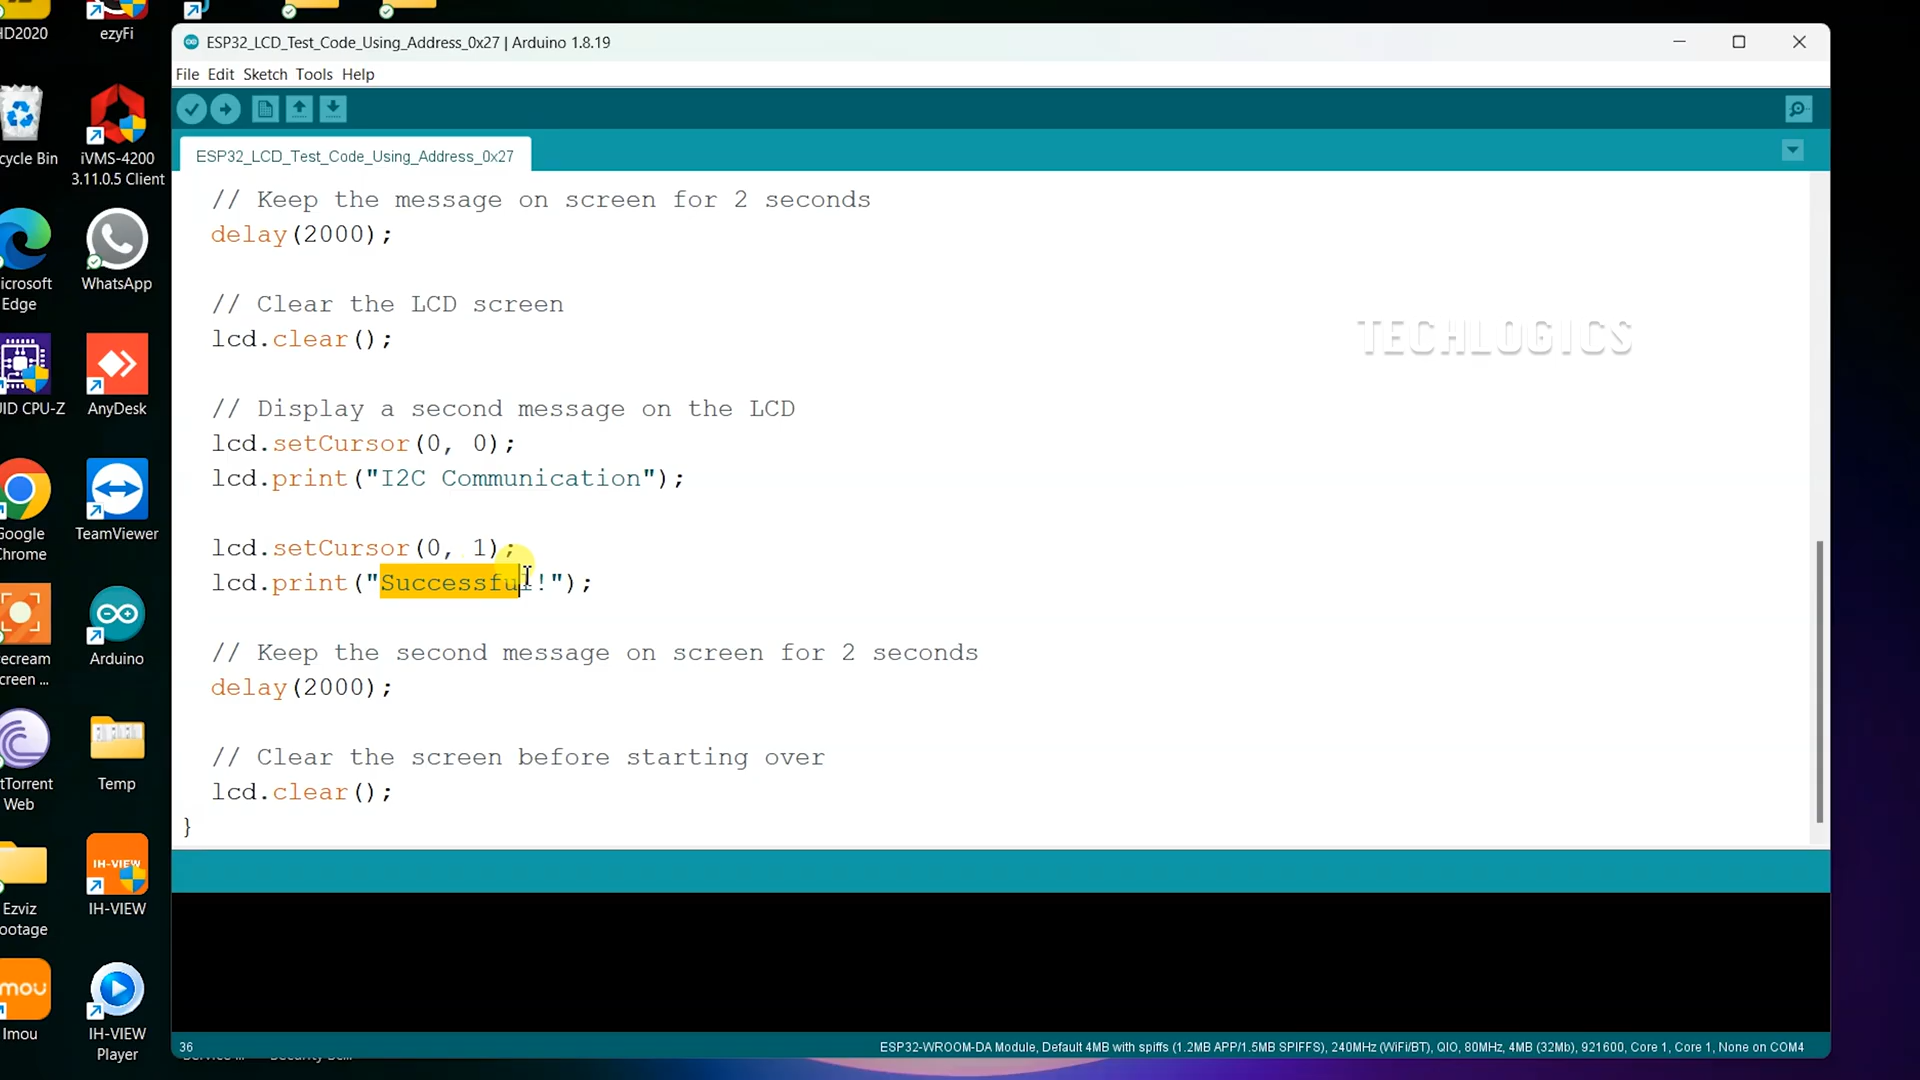 HD2020
ezyFi
ESP32_LCD_Test_Code_Using_Address_0x27 | Arduino 1.8.19
File Edit Sketch Tools Help
ESP32_LCD_Test_Code_Using_Address_0x27
cycle Bin
iVMS-4200
3.11.0.5 Client
icrosoft
Edge
WhatsApp
UID CPU-Z
AnyDesk
Google
Chrome
TeamViewer
ecream
creen ...
Arduino
tTorrent
Web
Temp
Ezviz
ootage
IH-VIEW
IH-VIEW
mou
Imou
IH-VIEW
Player
// Keep the message on screen for 2 seconds
delay(2000);
// Clear the LCD screen
lcd.clear();
TECHLOGICS
// Display a second message on the LCD
lcd.setCursor(0, 0);
lcd.print("I2C Communication");
lcd.setCursor(0, 1);
lcd.print("Successful!");
// Keep the second message on screen for 2 seconds
delay(2000);
// Clear the screen before starting over
lcd.clear();
}
36
ESP32-WROOM-DA Module, Default 4MB with spiffs (1.2MB APP/1.5MB SPIFFS), 240MHz (WiFi/BT), QIO, 80MHz, 4MB (32Mb), 921600, Core 1, Core 1, None on COM4